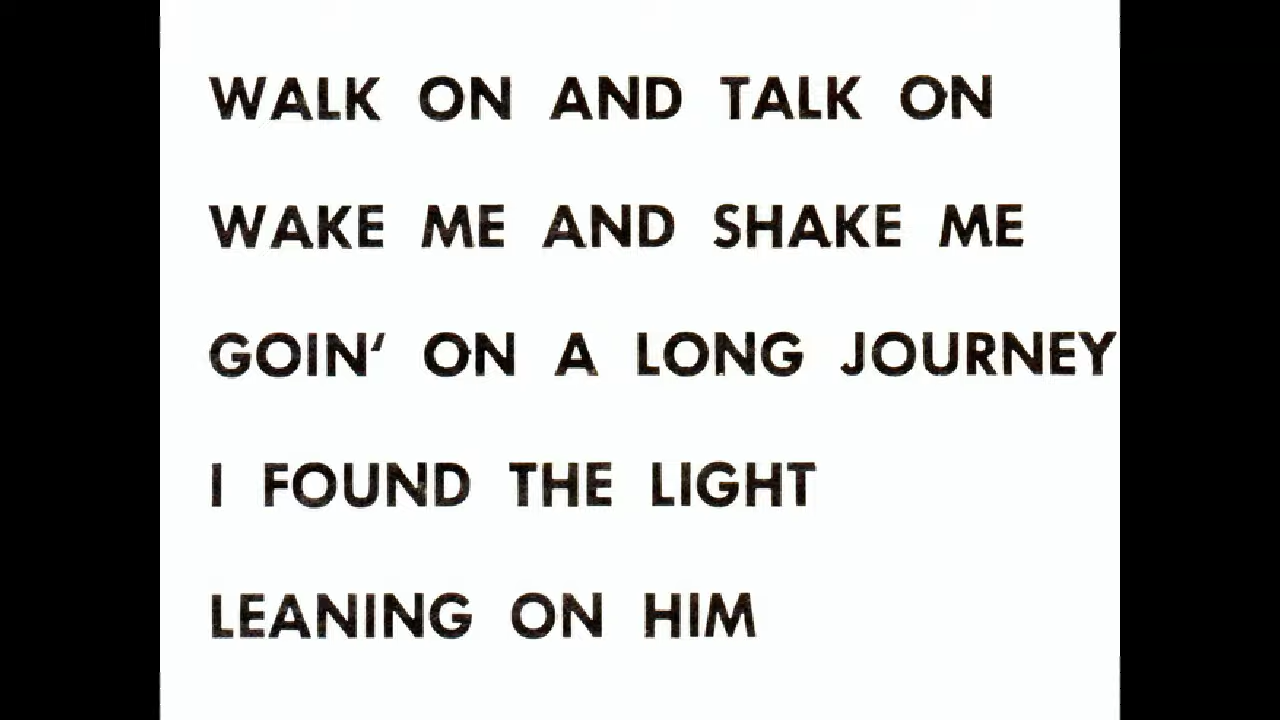 WALK ON AND TALK ON
WAKE ME AND SHAKE ME
GOIN' ON A LONG JOURNEY
I FOUND THE LIGHT
LEANING ON HIM